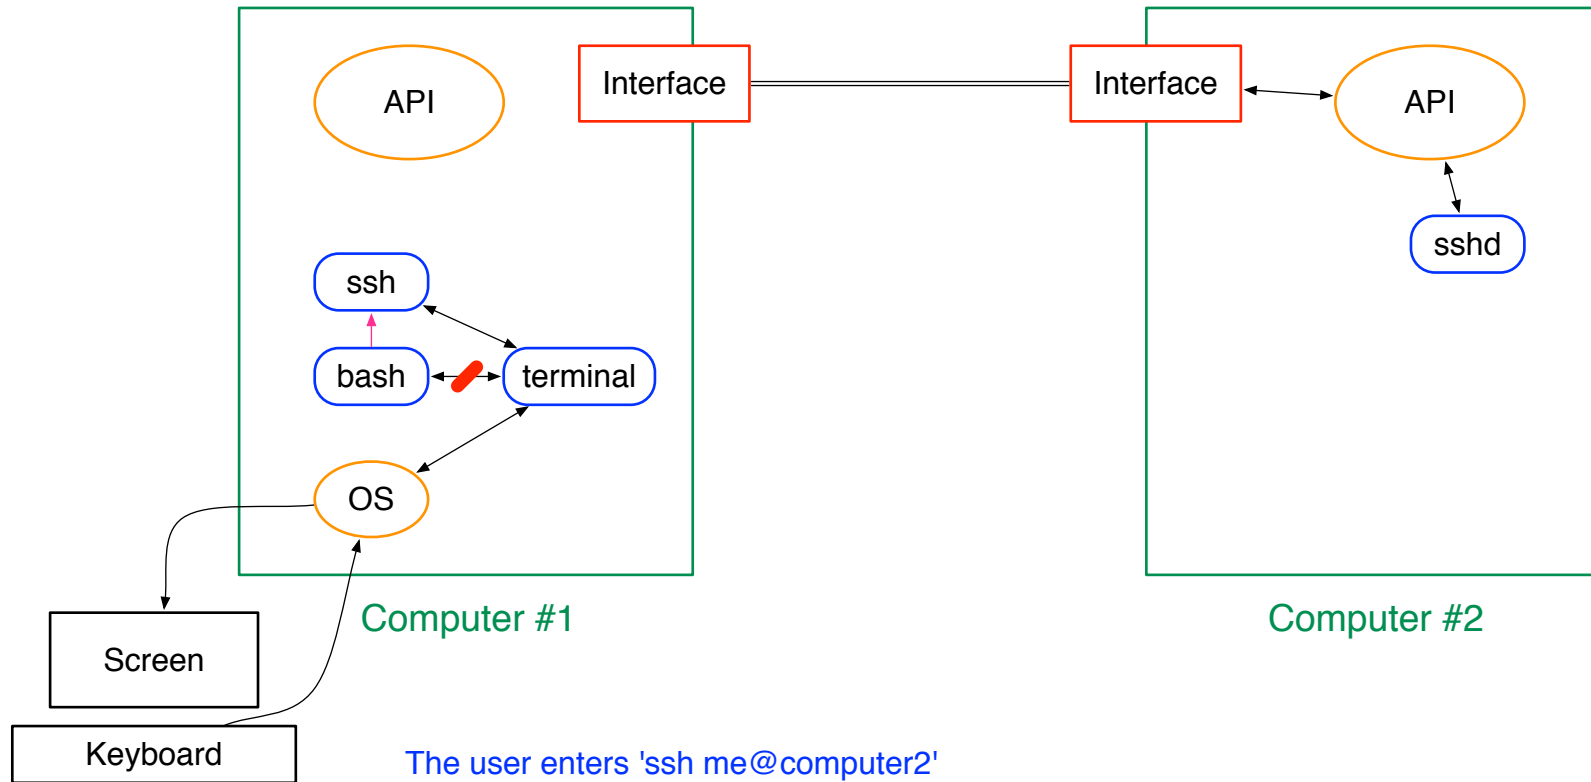 API
Interface
Interface
API
sshd
ssh
bash
terminal
OS
Computer #1
Computer #2
Screen
Keyboard
The user enters 'ssh me@computer2'